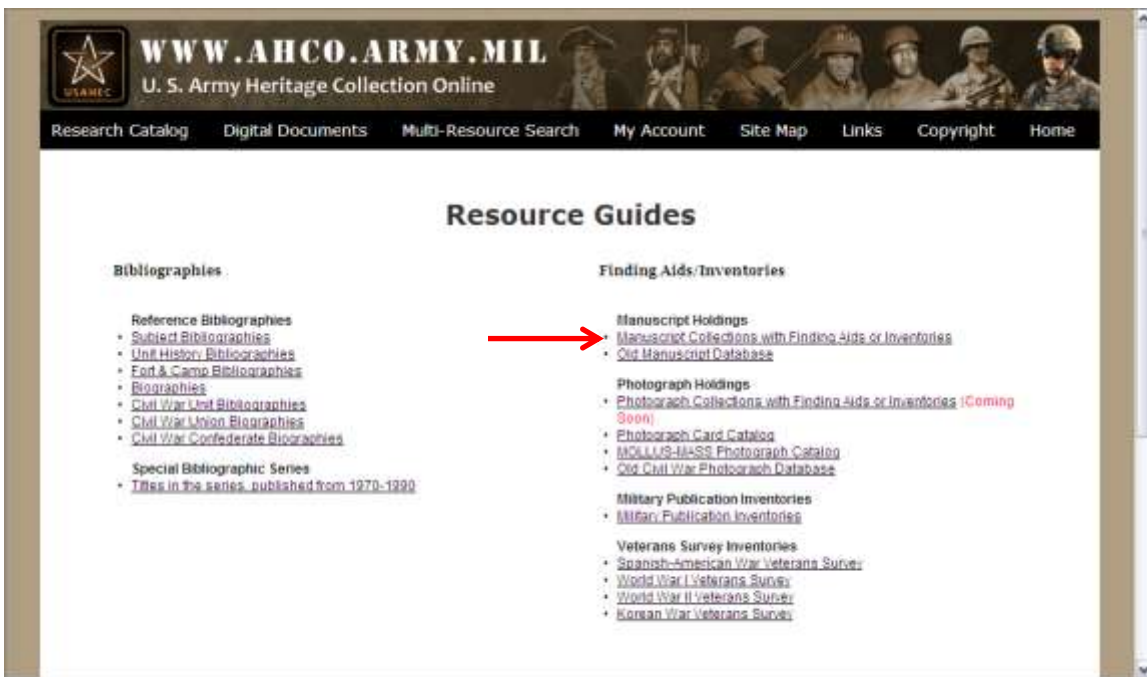 WWW.AHCO.ARMY.MIL
U. S. Army Heritage Collection Online
USAHEC
Research Catalog Digital Documents Multi-Resource Search My Account Site Map Links Copyright Home
Resource Guides
Bibliographies
Reference Bibliographies
• Subject Bibliographies
• Unit History Bibliographies
• Fort & Camp Bibliographies
• Biographies
• Civil War Unit Bibliographies
• Civil War Union Biographies
• Civil War Confederate Biographies
Special Bibliographic Series
• Titles in the series, published from 1970-1990
Finding Aids/Inventories
Manuscript Holdings
• Manuscript Collections with Finding Aids or Inventories
• Old Manuscript Database
Photograph Holdings
• Photograph Collections with Finding Aids or Inventories (Coming
Soon)
• Photograph Card Catalog
• MOLLUS-MASS Photograph Catalog
• Old Civil War Photograph Database
Military Publication Inventories
• Military Publication Inventories
Veterans Survey Inventories
• Spanish-American War Veterans Survey
• World War I Veterans Survey
• World War II Veterans Survey
• Korean War Veterans Survey